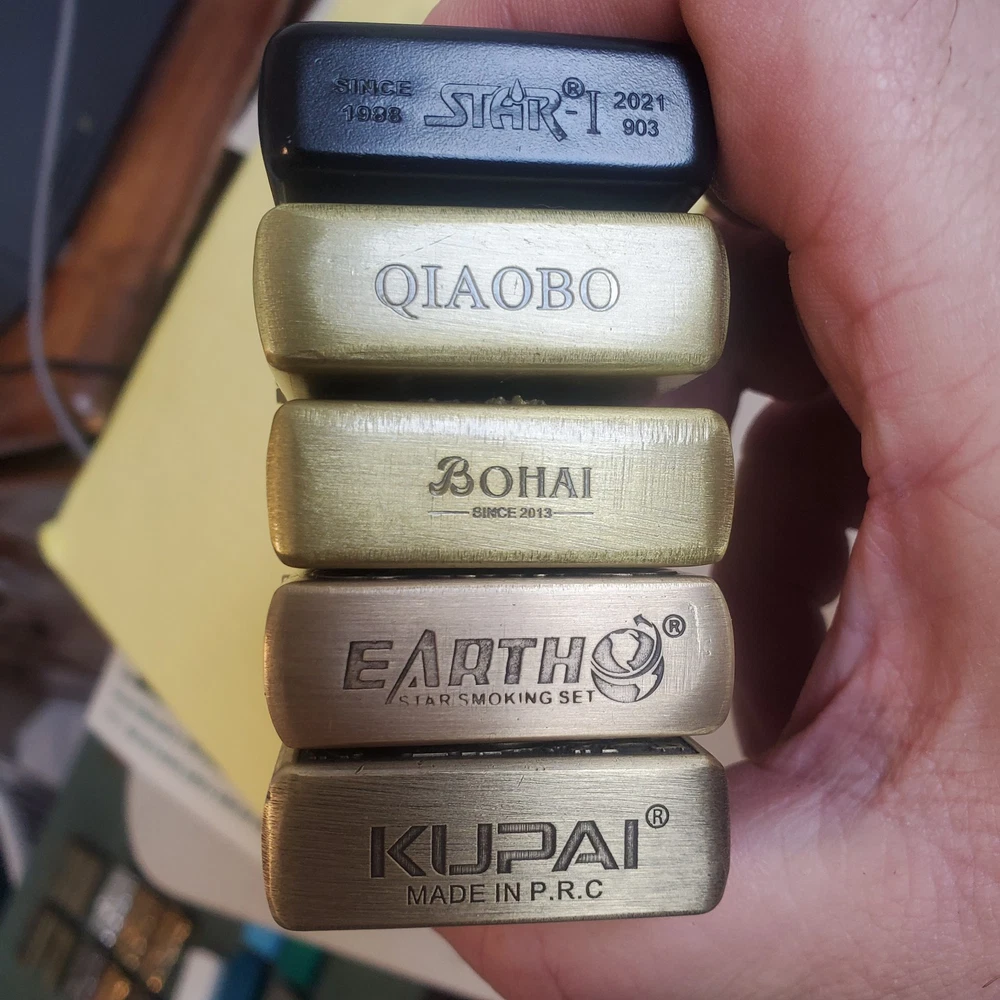 SINCE 1988
STAR®-I
2021 903
QIAOBO
BOHAI
SINCE 2013
EARTH ®
STAR SMOKING SET
KUPAI®
MADE IN P.R.C